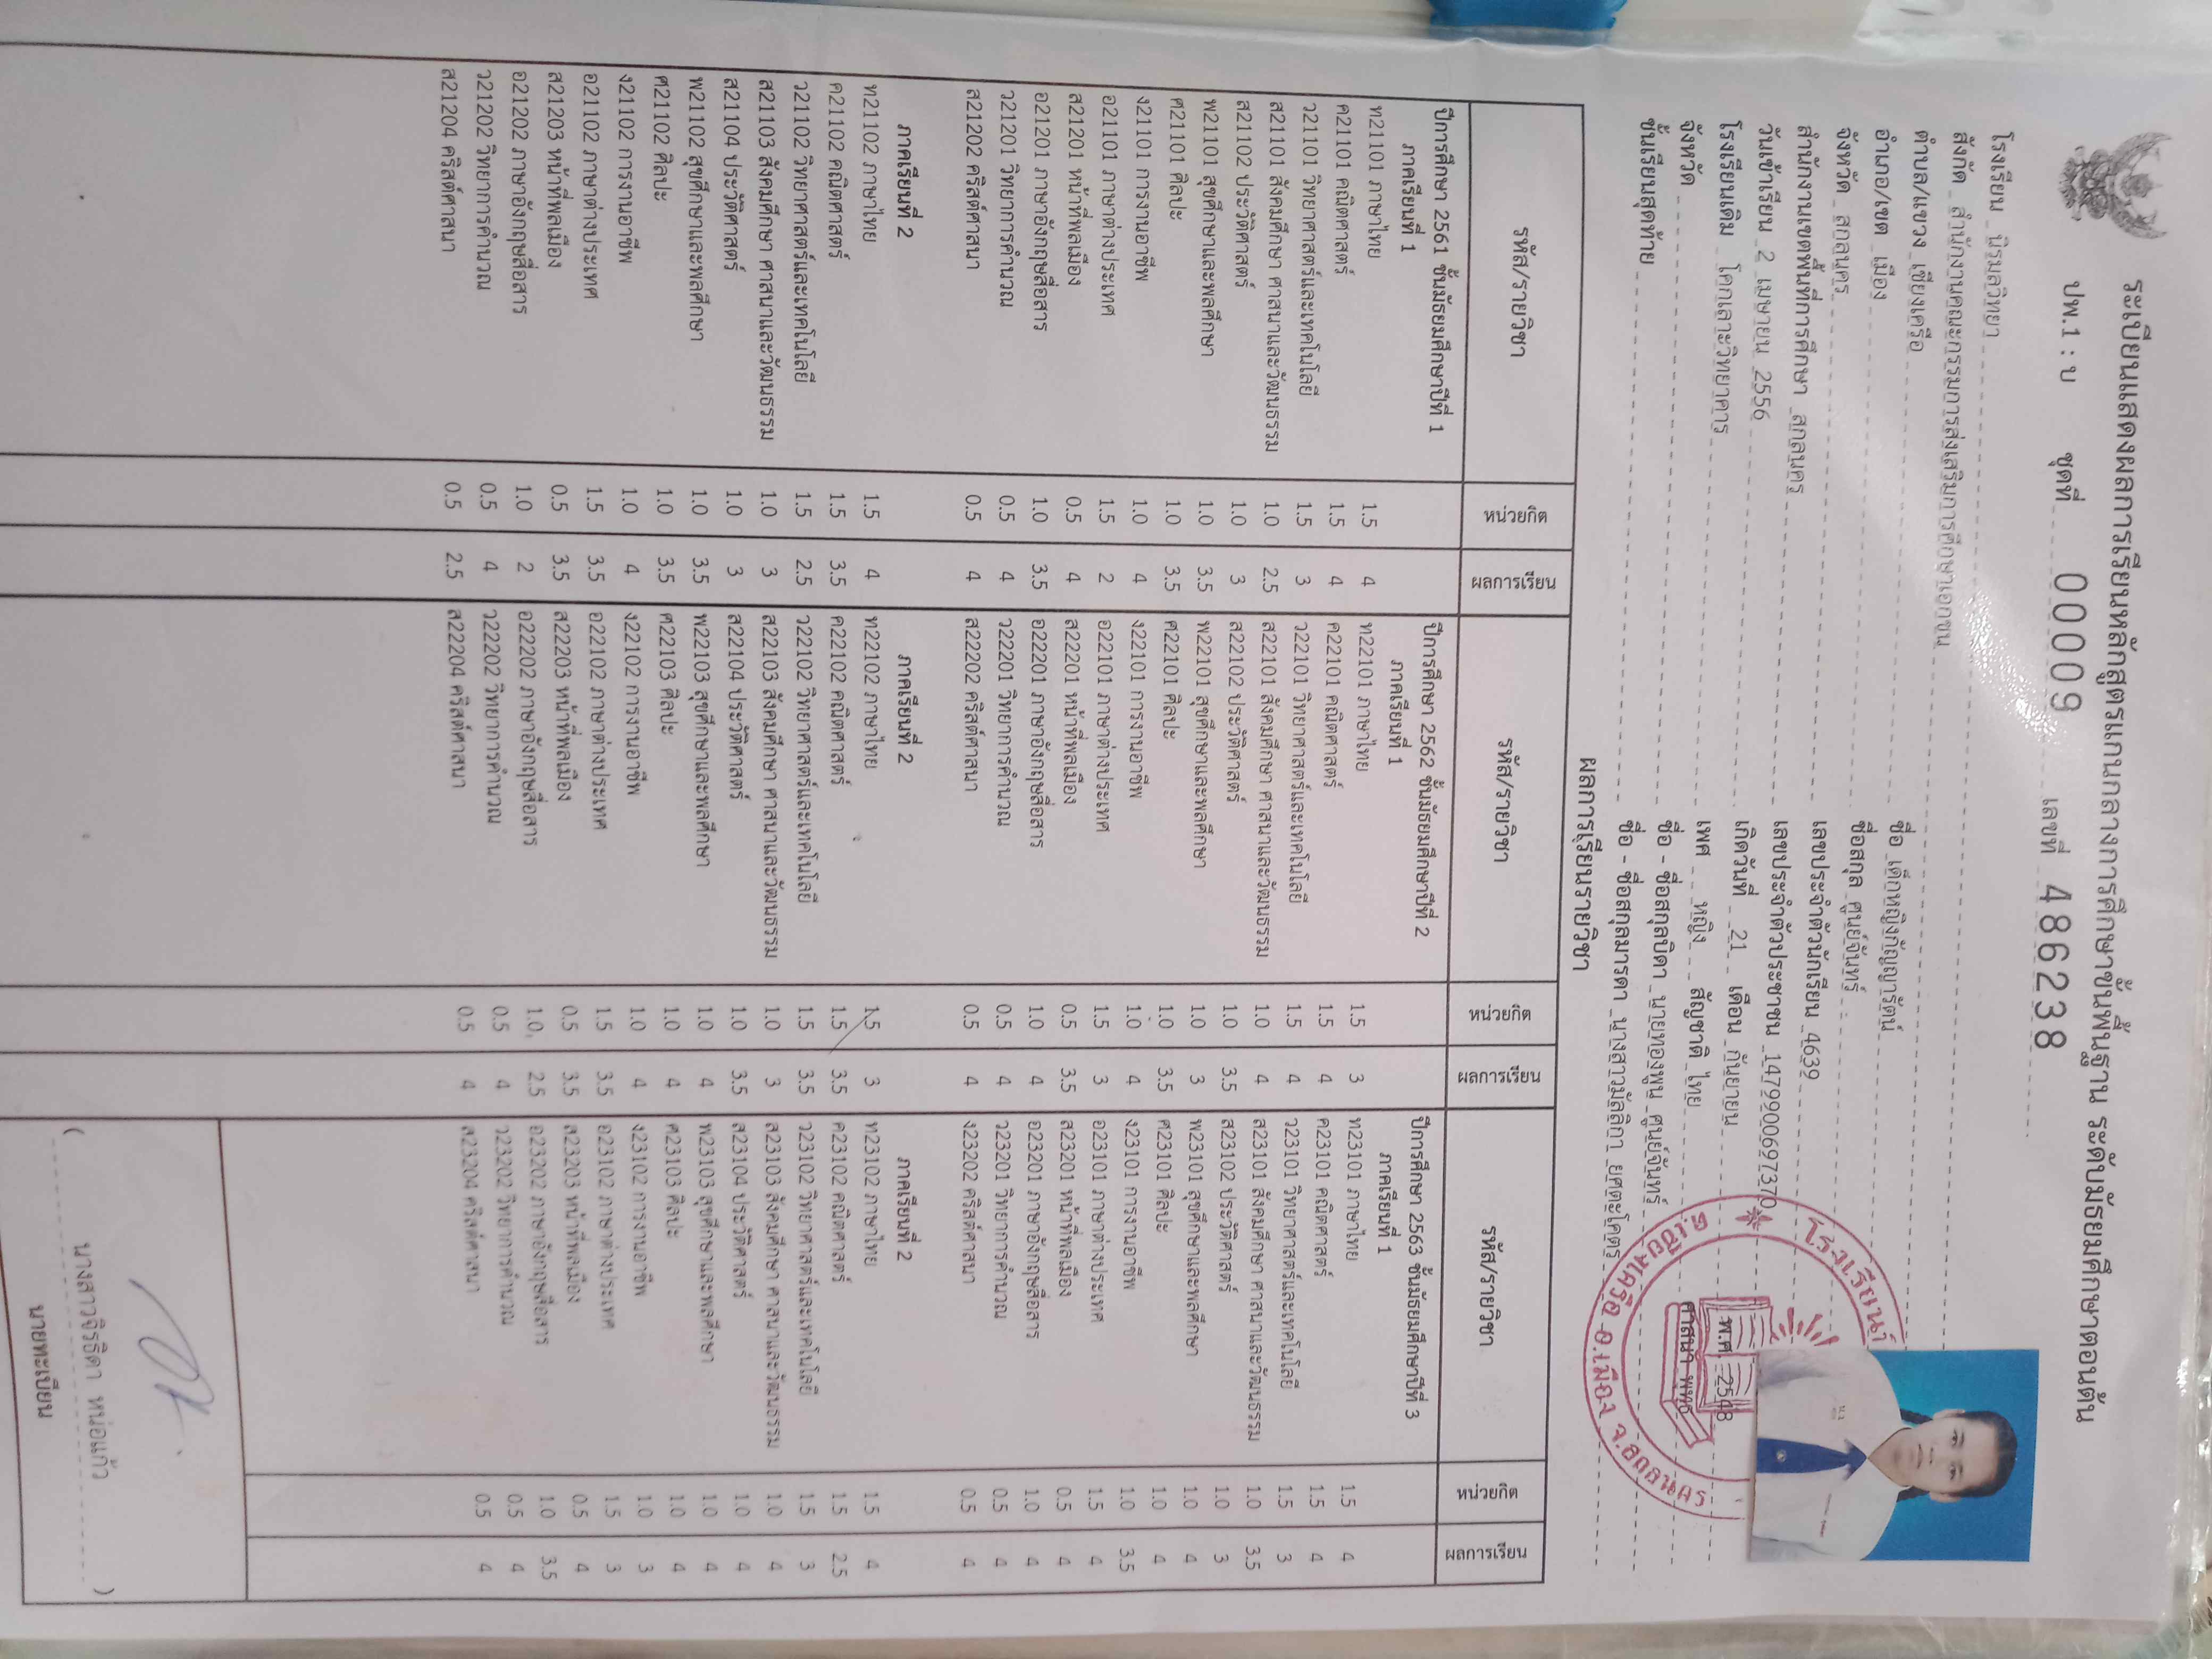 ระเบียนแสดงผลการเรียนหลักสูตรแกนกลางการศึกษาขั้นพื้นฐาน ระดับมัธยมศึกษาตอนต้น
ปพ.1 : บ ชุดที่ 00009 เลขที่ 486238
โรงเรียน นิรมลวิทยา
สังกัด สำนักงานคณะกรรมการส่งเสริมการศึกษาเอกชน
ตำบล/แขวง เชียงเครือ
อำเภอ/เขต เมือง
จังหวัด สกลนคร
สำนักงานเขตพื้นที่การศึกษา สกลนคร
วันเข้าเรียน 2 เมษายน 2556
โรงเรียนเดิม โคกเลาะวิทยาคาร
จังหวัด
ชั้นเรียนสุดท้าย
ชื่อ เด็กหญิงกัญญารัตน์
ชื่อสกุล ศูนย์จันทร์
เลขประจำตัวนักเรียน 4639
เลขประจำตัวประชาชน 1479900697370
เกิดวันที่ 21 เดือน กันยายน พ.ศ. 2548
เพศ หญิง สัญชาติ ไทย ศาสนา พุทธ
ชื่อ - ชื่อสกุลบิดา นายทองพูน ศูนย์จันทร์
ชื่อ - ชื่อสกุลมารดา นางสาวมัลลิกา ยศตะโคตร
โรงเรียนนิ
ต.เชียงเครือ อ.เมือง จ.สกลนคร
ผลการเรียนรายวิชา
รหัส/รายวิชา หน่วยกิต ผลการเรียน รหัส/รายวิชา หน่วยกิต ผลการเรียน รหัส/รายวิชา หน่วยกิต ผลการเรียน
ปีการศึกษา 2561 ชั้นมัธยมศึกษาปีที่ 1
ภาคเรียนที่ 1
ท21101 ภาษาไทย 1.5 4
ค21101 คณิตศาสตร์ 1.5 4
ว21101 วิทยาศาสตร์และเทคโนโลยี 1.5 3
ส21101 สังคมศึกษา ศาสนาและวัฒนธรรม 1.0 2.5
ส21102 ประวัติศาสตร์ 1.0 3
พ21101 สุขศึกษาและพลศึกษา 1.0 3.5
ศ21101 ศิลปะ 1.0 3.5
ง21101 การงานอาชีพ 1.0 4
อ21101 ภาษาต่างประเทศ 1.5 2
ส21201 หน้าที่พลเมือง 0.5 4
อ21201 ภาษาอังกฤษสื่อสาร 1.0 3.5
ว21201 วิทยาการคำนวณ 0.5 4
ส21202 คริสต์ศาสนา 0.5 4
ภาคเรียนที่ 2
ท21102 ภาษาไทย 1.5 4
ค21102 คณิตศาสตร์ 1.5 3.5
ว21102 วิทยาศาสตร์และเทคโนโลยี 1.5 2.5
ส21103 สังคมศึกษา ศาสนาและวัฒนธรรม 1.0 3
ส21104 ประวัติศาสตร์ 1.0 3
พ21102 สุขศึกษาและพลศึกษา 1.0 3.5
ศ21102 ศิลปะ 1.0 3.5
ง21102 การงานอาชีพ 1.0 4
อ21102 ภาษาต่างประเทศ 1.5 3.5
ส21203 หน้าที่พลเมือง 0.5 3.5
อ21202 ภาษาอังกฤษสื่อสาร 1.0 2
ว21202 วิทยาการคำนวณ 0.5 4
ส21204 คริสต์ศาสนา 0.5 2.5
ปีการศึกษา 2562 ชั้นมัธยมศึกษาปีที่ 2
ภาคเรียนที่ 1
ท22101 ภาษาไทย 1.5 3
ค22101 คณิตศาสตร์ 1.5 4
ว22101 วิทยาศาสตร์และเทคโนโลยี 1.5 4
ส22101 สังคมศึกษา ศาสนาและวัฒนธรรม 1.0 4
ส22102 ประวัติศาสตร์ 1.0 3.5
พ22101 สุขศึกษาและพลศึกษา 1.0 3
ศ22101 ศิลปะ 1.0 3.5
ง22101 การงานอาชีพ 1.0 4
อ22101 ภาษาต่างประเทศ 1.5 3
ส22201 หน้าที่พลเมือง 0.5 3.5
อ22201 ภาษาอังกฤษสื่อสาร 1.0 4
ว22201 วิทยาการคำนวณ 0.5 4
ส22202 คริสต์ศาสนา 0.5 4
ภาคเรียนที่ 2
ท22102 ภาษาไทย 1.5 3
ค22102 คณิตศาสตร์ 1.5 3.5
ว22102 วิทยาศาสตร์และเทคโนโลยี 1.5 3.5
ส22103 สังคมศึกษา ศาสนาและวัฒนธรรม 1.0 3
ส22104 ประวัติศาสตร์ 1.0 3.5
พ22103 สุขศึกษาและพลศึกษา 1.0 4
ศ22103 ศิลปะ 1.0 4
ง22102 การงานอาชีพ 1.0 4
อ22102 ภาษาต่างประเทศ 1.5 3.5
ส22203 หน้าที่พลเมือง 0.5 3.5
อ22202 ภาษาอังกฤษสื่อสาร 1.0 2.5
ว22202 วิทยาการคำนวณ 0.5 4
ส22204 คริสต์ศาสนา 0.5 4
ปีการศึกษา 2563 ชั้นมัธยมศึกษาปีที่ 3
ภาคเรียนที่ 1
ท23101 ภาษาไทย 1.5 4
ค23101 คณิตศาสตร์ 1.5 4
ว23101 วิทยาศาสตร์และเทคโนโลยี 1.5 3
ส23101 สังคมศึกษา ศาสนาและวัฒนธรรม 1.0 3.5
ส23102 ประวัติศาสตร์ 1.0 3
พ23101 สุขศึกษาและพลศึกษา 1.0 4
ศ23101 ศิลปะ 1.0 4
ง23101 การงานอาชีพ 1.0 3.5
อ23101 ภาษาต่างประเทศ 1.5 4
ส23201 หน้าที่พลเมือง 0.5 4
อ23201 ภาษาอังกฤษสื่อสาร 1.0 4
ว23201 วิทยาการคำนวณ 0.5 4
ง23202 คริสต์ศาสนา 0.5 4
ภาคเรียนที่ 2
ท23102 ภาษาไทย 1.5 4
ค23102 คณิตศาสตร์ 1.5 2.5
ว23102 วิทยาศาสตร์และเทคโนโลยี 1.5 3
ส23103 สังคมศึกษา ศาสนาและวัฒนธรรม 1.0 4
ส23104 ประวัติศาสตร์ 1.0 4
พ23103 สุขศึกษาและพลศึกษา 1.0 4
ศ23103 ศิลปะ 1.0 4
ง23102 การงานอาชีพ 1.0 3
อ23102 ภาษาต่างประเทศ 1.5 3
ส23203 หน้าที่พลเมือง 0.5 4
อ23202 ภาษาอังกฤษสื่อสาร 1.0 3.5
ว23202 วิทยาการคำนวณ 0.5 4
ส23204 คริสต์ศาสนา 0.5 4
( นางสาวจิรธิดา หน่อแก้ว )
นายทะเบียน